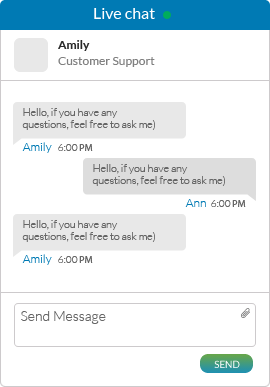 Live chat
Amily
Customer Support
Hello, if you have any
questions, feel free to ask me)
Amily 6:00 PM
Hello, if you have any
questions, feel free to ask me)
Ann 6:00 PM
Hello, if you have any
questions, feel free to ask me)
Amily 6:00 PM
Send Message
SEND